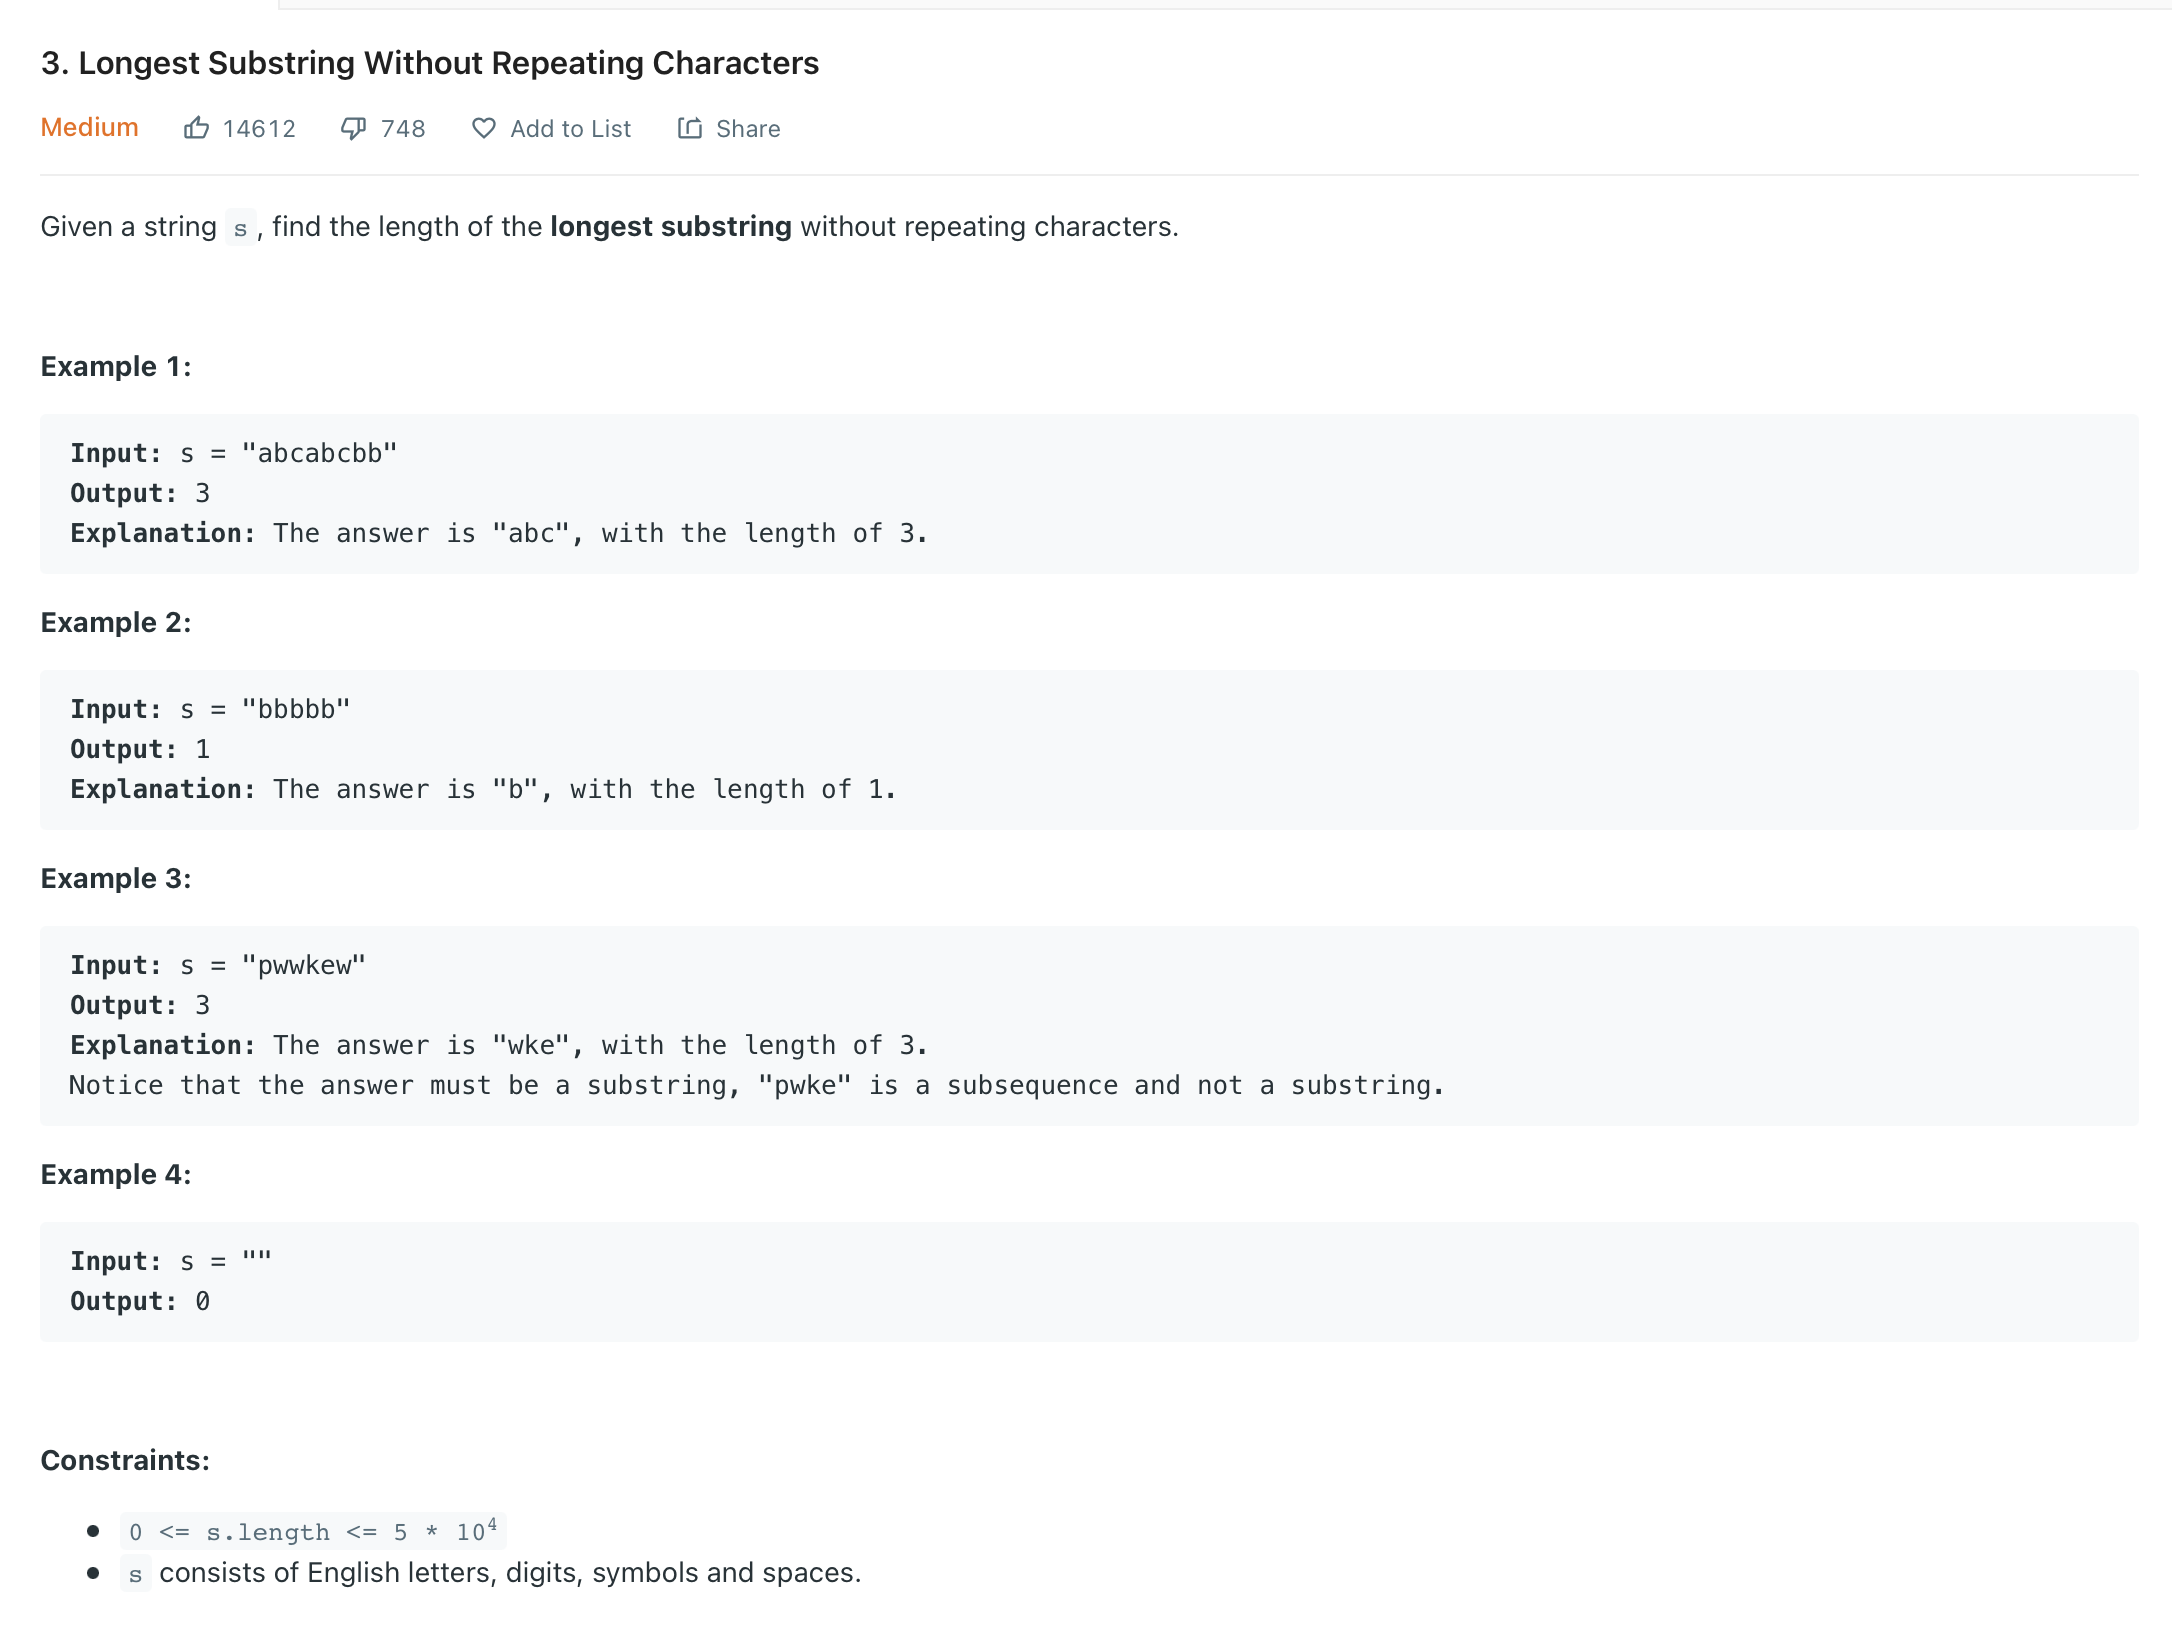 3. Longest Substring Without Repeating Characters
Medium 14612 748 Add to List Share
Given a string s, find the length of the longest substring without repeating characters.
Example 1:
Input: s = "abcabcbb"
Output: 3
Explanation: The answer is "abc", with the length of 3.
Example 2:
Input: s = "bbbbb"
Output: 1
Explanation: The answer is "b", with the length of 1.
Example 3:
Input: s = "pwwkew"
Output: 3
Explanation: The answer is "wke", with the length of 3.
Notice that the answer must be a substring, "pwke" is a subsequence and not a substring.
Example 4:
Input: s = ""
Output: 0
Constraints:
0 <= s.length <= 5 * 10⁴
s consists of English letters, digits, symbols and spaces.